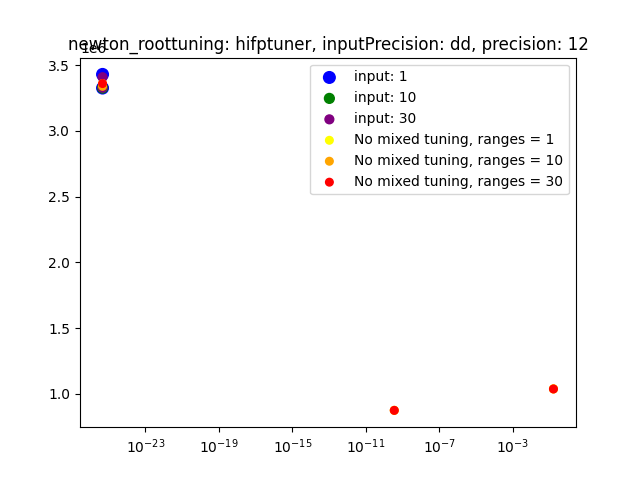 newton_roottuning: hifptuner, inputPrecision: dd, precision: 12
1e6
3.5
3.0
2.5
2.0
1.5
1.0
input: 1
input: 10
input: 30
No mixed tuning, ranges = 1
No mixed tuning, ranges = 10
No mixed tuning, ranges = 30
10⁻²³ 10⁻¹⁹ 10⁻¹⁵ 10⁻¹¹ 10⁻⁷ 10⁻³